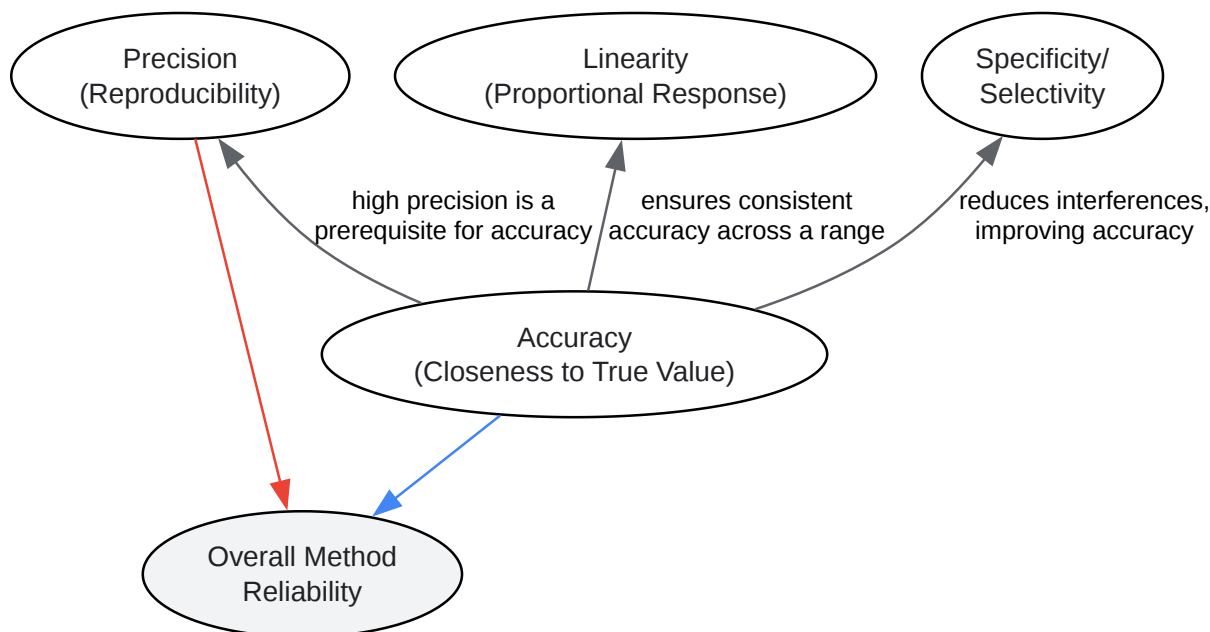 Precision
(Reproducibility)
Linearity
(Proportional Response)
Specificity/
Selectivity
high precision is a
prerequisite for accuracy
ensures consistent
accuracy across a range
reduces interferences,
improving accuracy
Accuracy
(Closeness to True Value)
Overall Method
Reliability